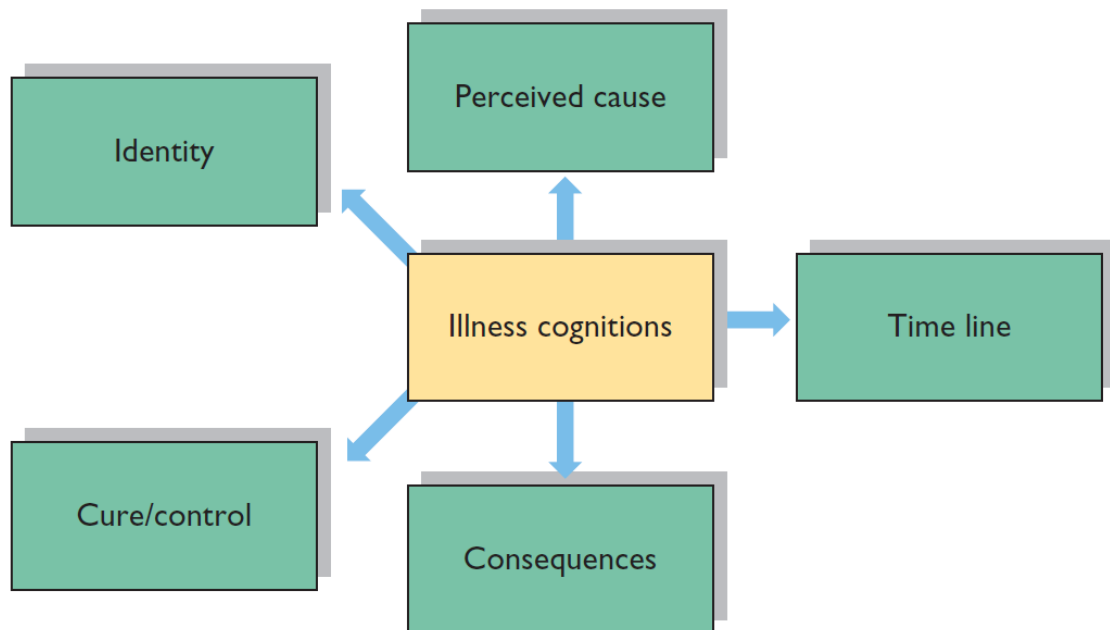 Perceived cause
Identity
Illness cognitions
Time line
Cure/control
Consequences